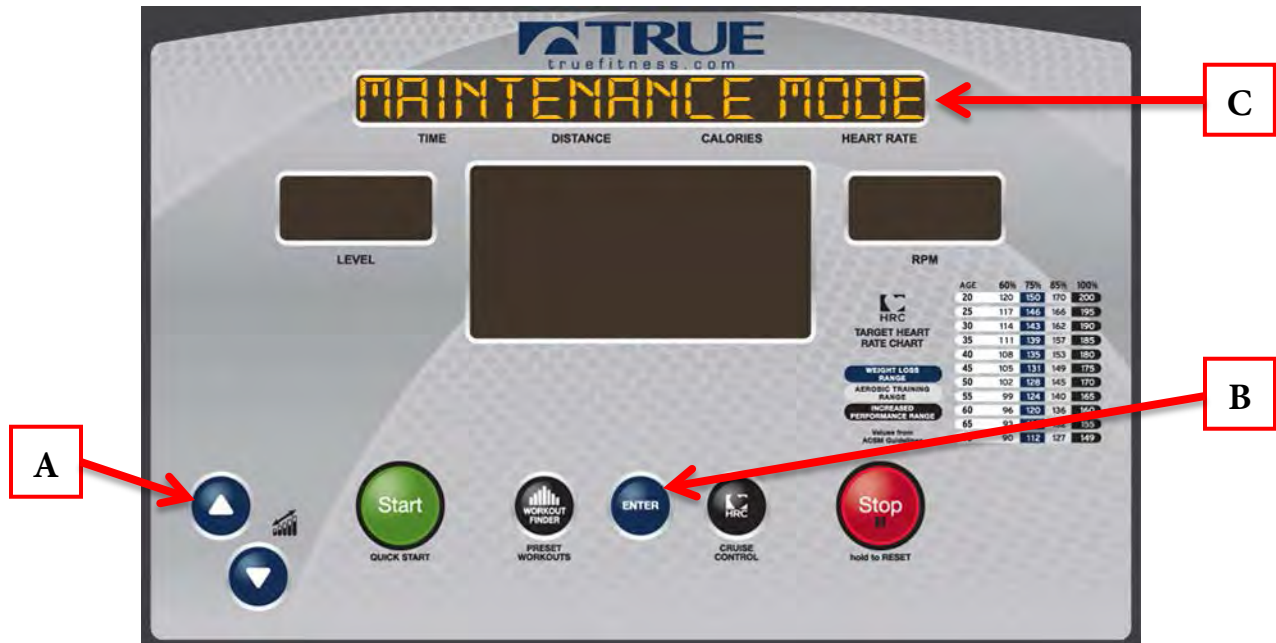 TRUE
truefitness.com
MAINTENANCE MODE
C
TIME DISTANCE CALORIES HEART RATE
LEVEL
RPM
HRC
TARGET HEART
RATE CHART
WEIGHT LOSS
RANGE
AEROBIC TRAINING
RANGE
INCREASED
PERFORMANCE RANGE
Values from
ACSM Guidelines
AGE 60% 75% 85% 100%
20 120 150 170 200
25 117 146 166 195
30 114 143 162 190
35 111 139 157 185
40 108 135 153 180
45 105 131 149 175
50 102 128 145 170
55 99 124 140 165
60 96 120 136 160
65 93 155
90 112 127 149
B
A
Start
QUICK START
WORKOUT
FINDER
PRESET
WORKOUTS
ENTER
HRC
CRUISE
CONTROL
Stop
hold to RESET